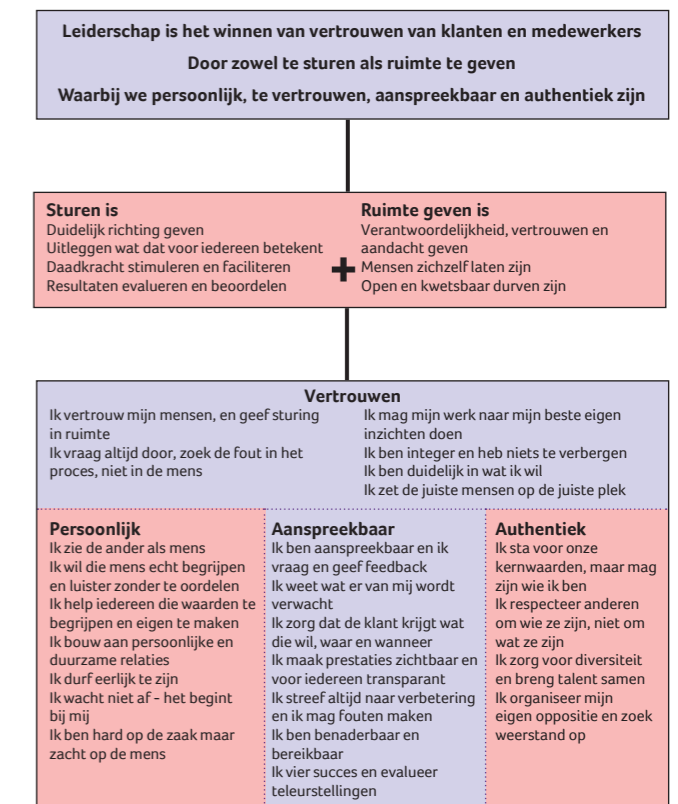 Leiderschap is het winnen van vertrouwen van klanten en medewerkers
Door zowel te sturen als ruimte te geven
Waarbij we persoonlijk, te vertrouwen, aanspreekbaar en authentiek zijn
Sturen is
Duidelijk richting geven
Uitleggen wat dat voor iedereen betekent
Daadkracht stimuleren en faciliteren
Resultaten evalueren en beoordelen
+
Ruimte geven is
Verantwoordelijkheid, vertrouwen en
aandacht geven
Mensen zichzelf laten zijn
Open en kwetsbaar durven zijn
Vertrouwen
Ik vertrouw mijn mensen, en geef sturing
in ruimte
Ik vraag altijd door, zoek de fout in het
proces, niet in de mens
Ik mag mijn werk naar mijn beste eigen
inzichten doen
Ik ben integer en heb niets te verbergen
Ik ben duidelijk in wat ik wil
Ik zet de juiste mensen op de juiste plek
Persoonlijk
Ik zie de ander als mens
Ik wil die mens echt begrijpen
en luister zonder te oordelen
Ik help iedereen die waarden te
begrijpen en eigen te maken
Ik bouw aan persoonlijke en
duurzame relaties
Ik durf eerlijk te zijn
Ik wacht niet af - het begint
bij mij
Ik ben hard op de zaak maar
zacht op de mens
Aanspreekbaar
Ik ben aanspreekbaar en ik
vraag en geef feedback
Ik weet wat er van mij wordt
verwacht
Ik zorg dat de klant krijgt wat
die wil, waar en wanneer
Ik maak prestaties zichtbaar en
voor iedereen transparant
Ik streef altijd naar verbetering
en ik mag fouten maken
Ik ben benaderbaar en
bereikbaar
Ik vier succes en evalueer
teleurstellingen
Authentiek
Ik sta voor onze
kernwaarden, maar mag
zijn wie ik ben
Ik respecteer anderen
om wie ze zijn, niet om
wat ze zijn
Ik zorg voor diversiteit
en breng talent samen
Ik organiseer mijn
eigen oppositie en zoek
weerstand op